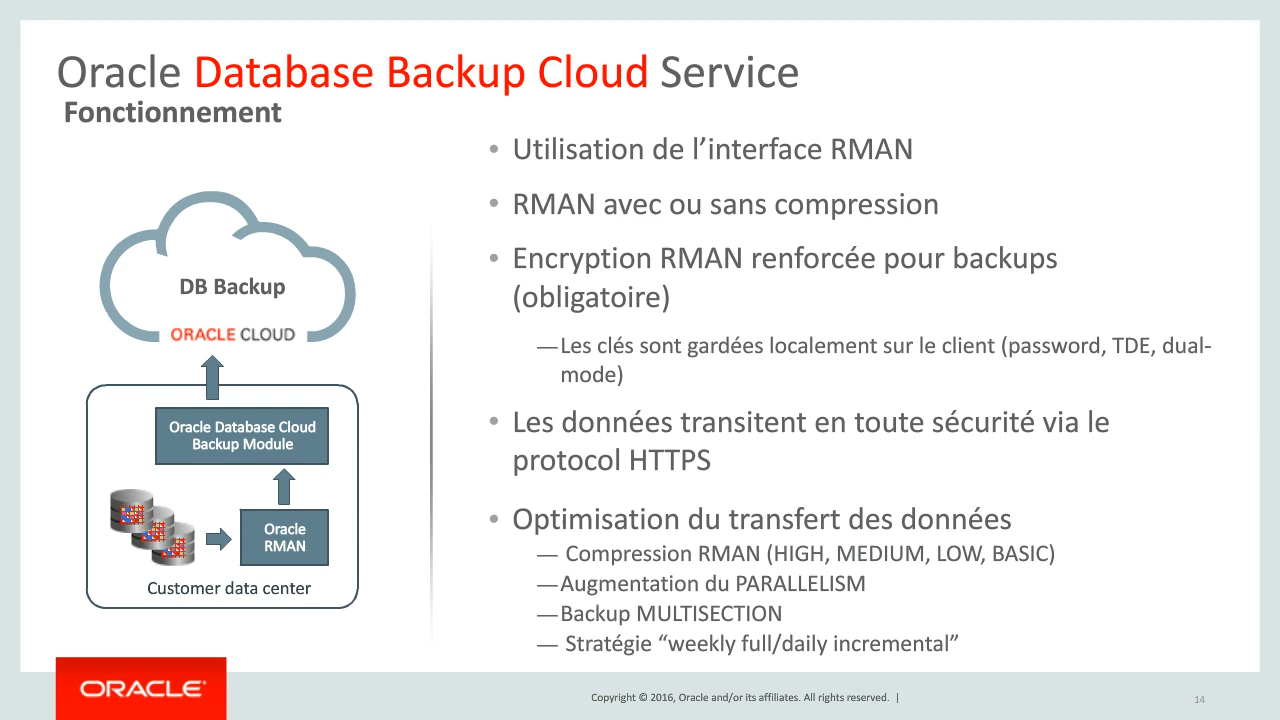 Oracle Database Backup Cloud Service
Fonctionnement
DB Backup
ORACLE CLOUD
Oracle Database Cloud
Backup Module
Oracle
RMAN
Customer data center
• Utilisation de l’interface RMAN
• RMAN avec ou sans compression
• Encryption RMAN renforcée pour backups
(obligatoire)
—Les clés sont gardées localement sur le client (password, TDE, dual-
mode)
• Les données transitent en toute sécurité via le
protocol HTTPS
• Optimisation du transfert des données
— Compression RMAN (HIGH, MEDIUM, LOW, BASIC)
—Augmentation du PARALLELISM
—Backup MULTISECTION
— Stratégie “weekly full/daily incremental”
ORACLE®
Copyright © 2016, Oracle and/or its affiliates. All rights reserved. |
14